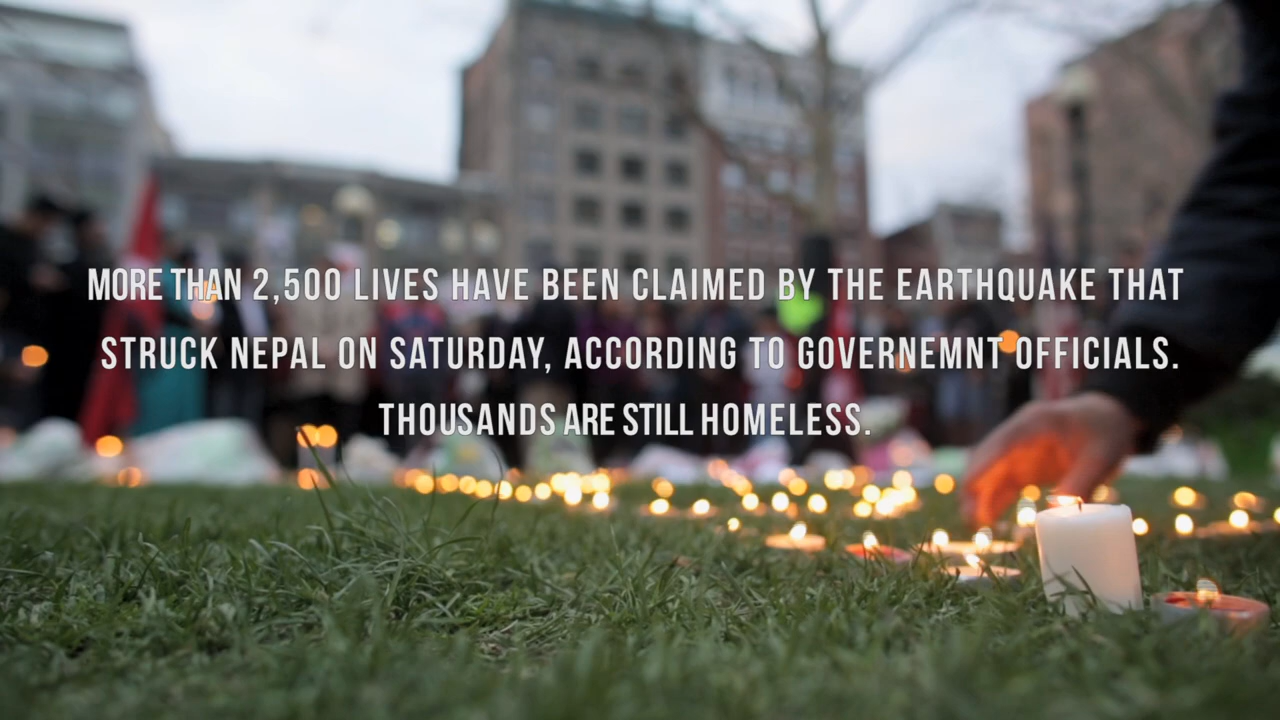 MORE THAN 2,500 LIVES HAVE BEEN CLAIMED BY THE EARTHQUAKE THAT
STRUCK NEPAL ON SATURDAY, ACCORDING TO GOVERNEMNT OFFICIALS.
THOUSANDS ARE STILL HOMELESS.